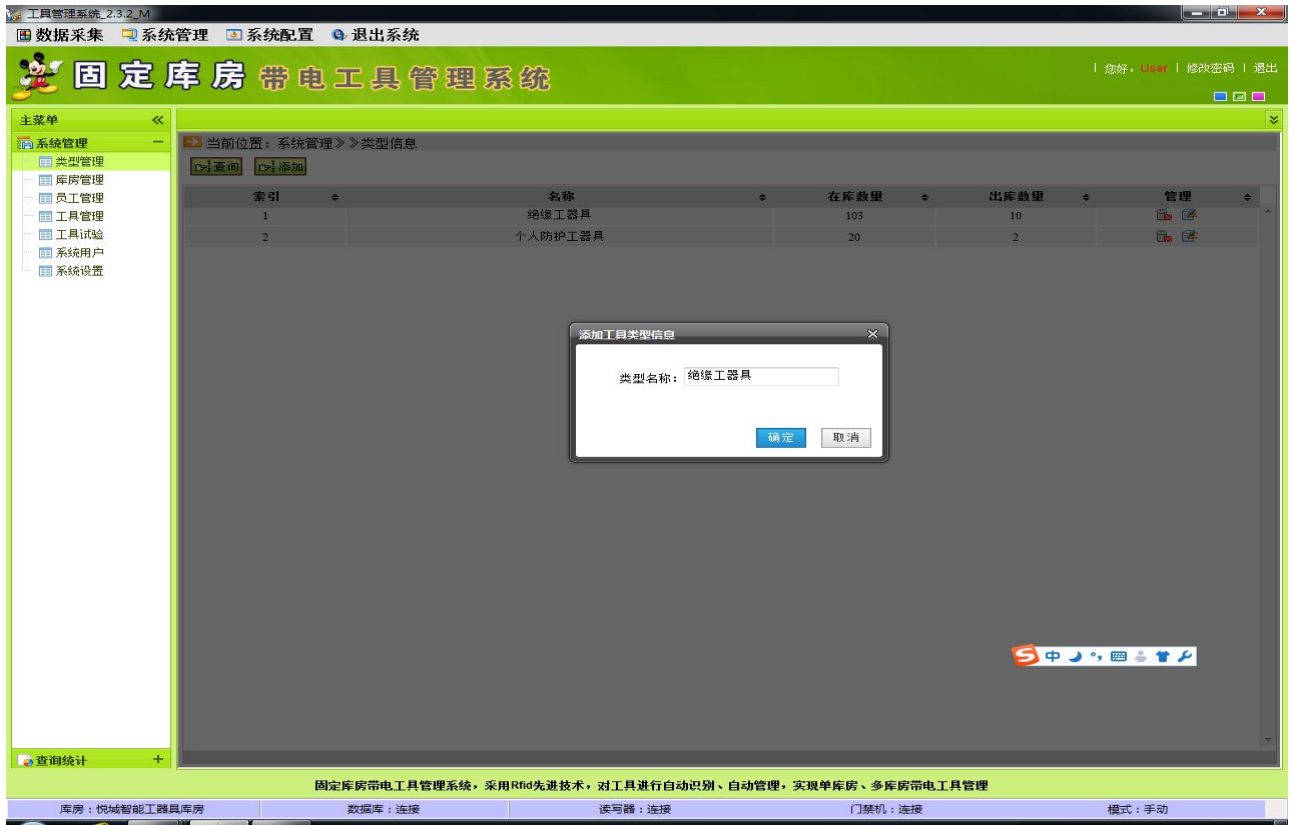 工具管理系统_2.3.2_M
数据采集 系统管理 系统配置 退出系统
固定库房带电工具管理系统
| 您好，User | 修改密码 | 退出
主菜单
系统管理
类型管理
库房管理
员工管理
工具管理
工具试验
系统用户
系统设置
查询统计
当前位置：系统管理》》类型信息
查询 添加
索引 名称 在库数量 出库数量 管理
1 绝缘工器具 103 10
2 个人防护工器具 20 2
添加工具类型信息
类型名称：绝缘工器具
确定 取消
中
固定库房带电工具管理系统，采用Rfid先进技术，对工具进行自动识别、自动管理，实现单库房、多库房带电工具管理
库房：悦域智能工器具库房 数据库：连接 读写器：连接 门禁机：连接 模式：手动